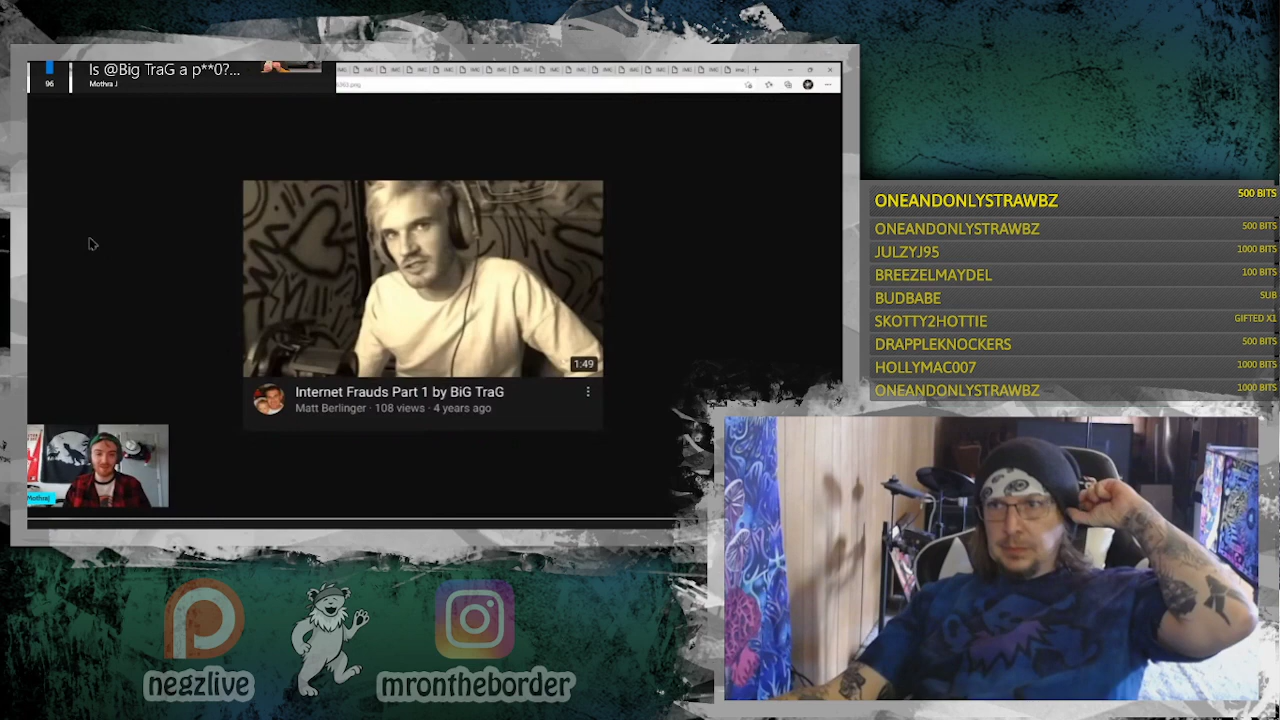 Is @Big TraG a p**0?...
96
Mothra J
1:49
Internet Frauds Part 1 by BiG TraG
Matt Berlinger · 108 views · 4 years ago
MothraJ
ONEANDONLYSTRAWBZ 500 BITS
ONEANDONLYSTRAWBZ 500 BITS
JULZYJ95 1000 BITS
BREEZELMAYDEL 100 BITS
BUDBABE SUB
SKOTTY2HOTTIE GIFTED X1
DRAPPLEKNOCKERS 500 BITS
HOLLYMAC007 1000 BITS
ONEANDONLYSTRAWBZ 1000 BITS
negzlive
mrontheborder